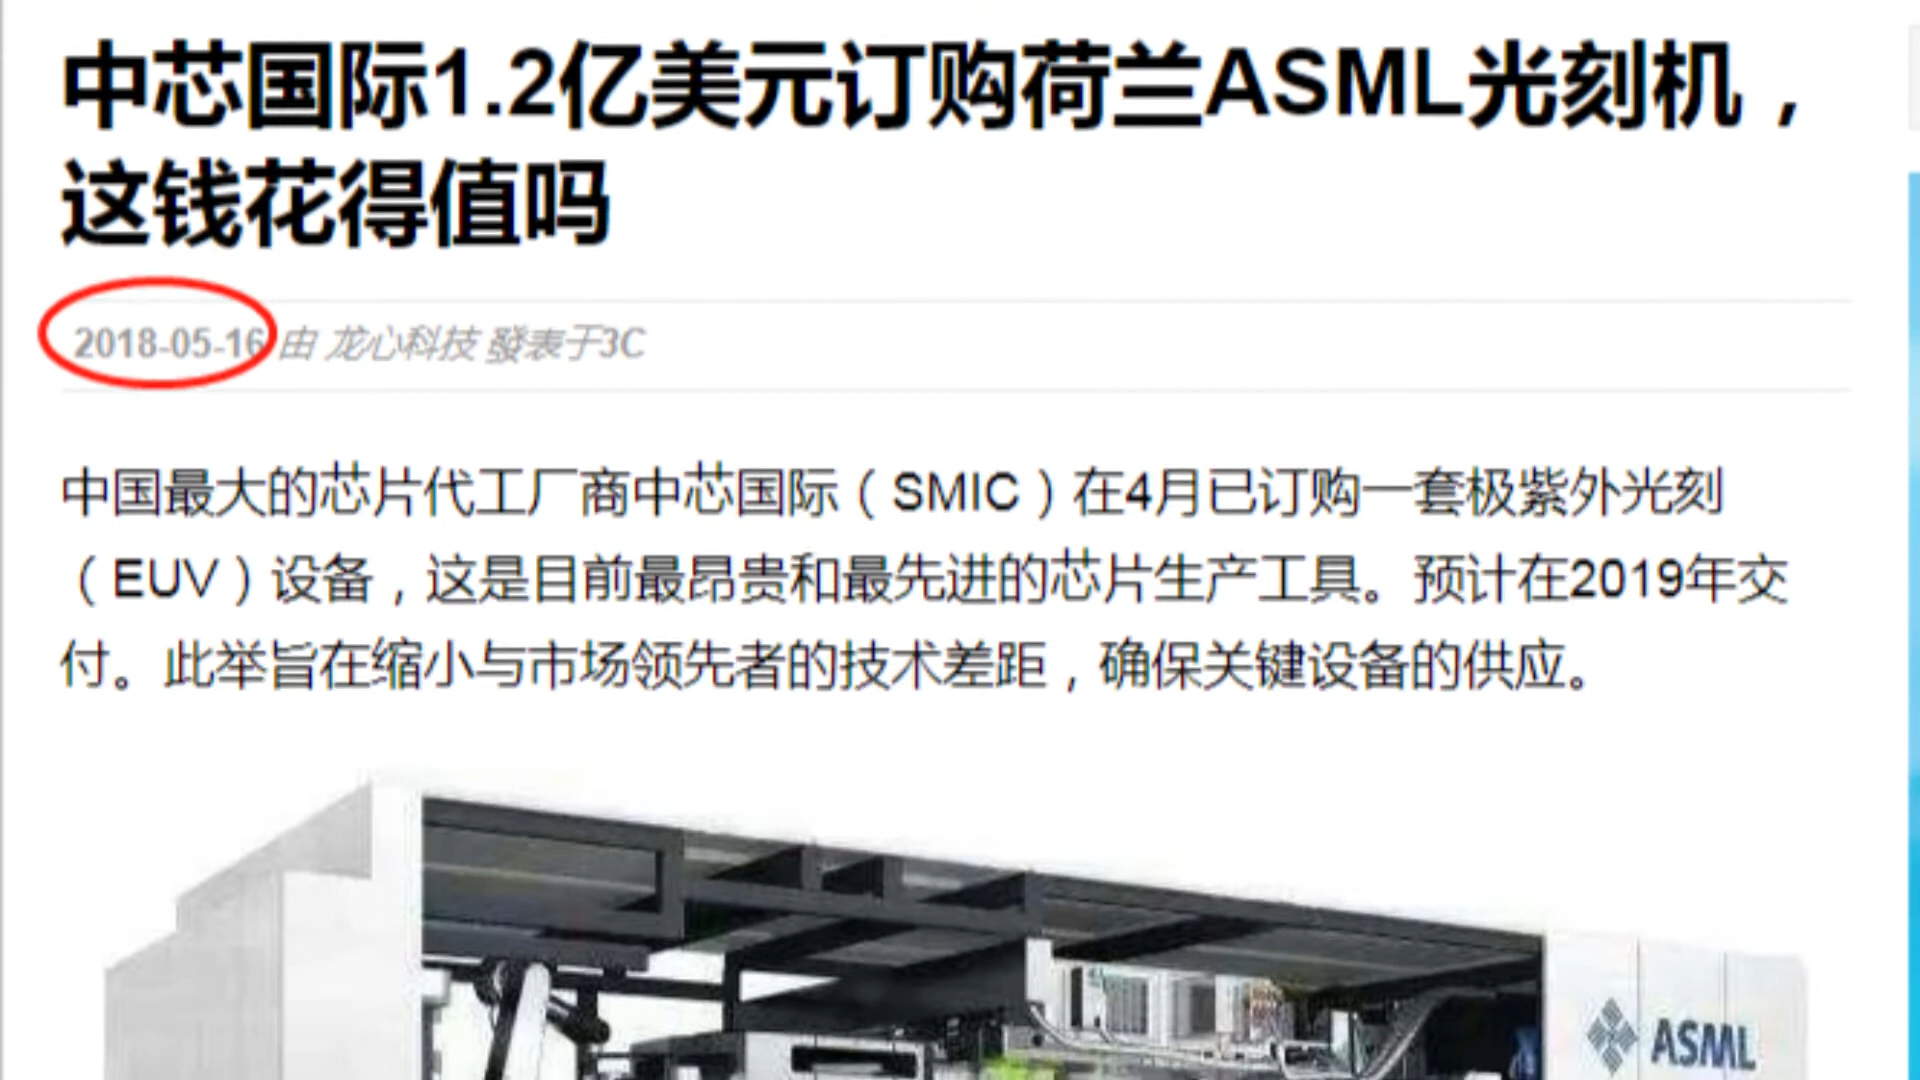 中芯国际1.2亿美元订购荷兰ASML光刻机，
这钱花得值吗
2018-05-16 由 龙心科技 發表于3C
中国最大的芯片代工厂商中芯国际（SMIC）在4月已订购一套极紫外光刻
（EUV）设备，这是目前最昂贵和最先进的芯片生产工具。预计在2019年交
付。此举旨在缩小与市场领先者的技术差距，确保关键设备的供应。
ASML